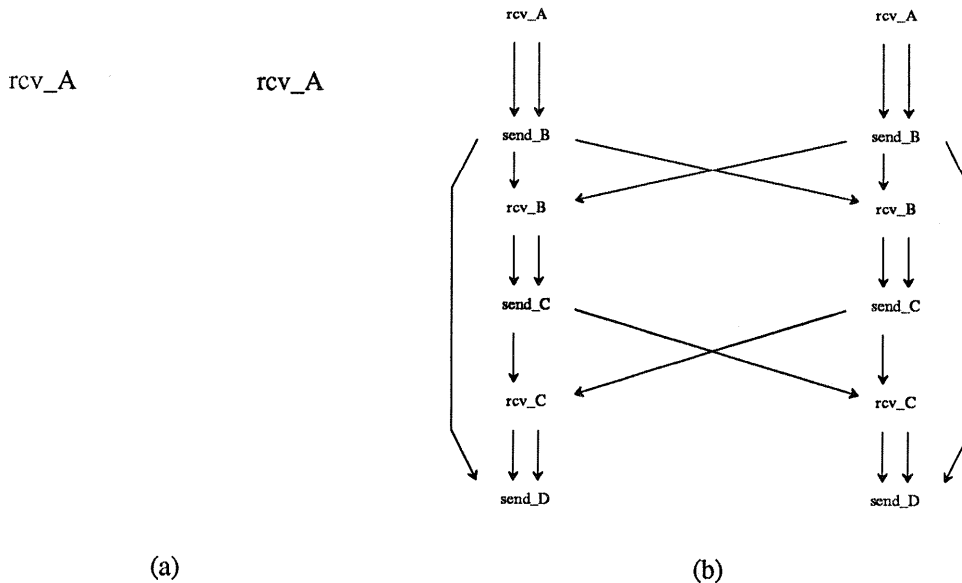 rcv_A rcv_A
(a)
rcv_A rcv_A
send_B send_B
rcv_B rcv_B
send_C send_C
rcv_C rcv_C
send_D send_D
(b)